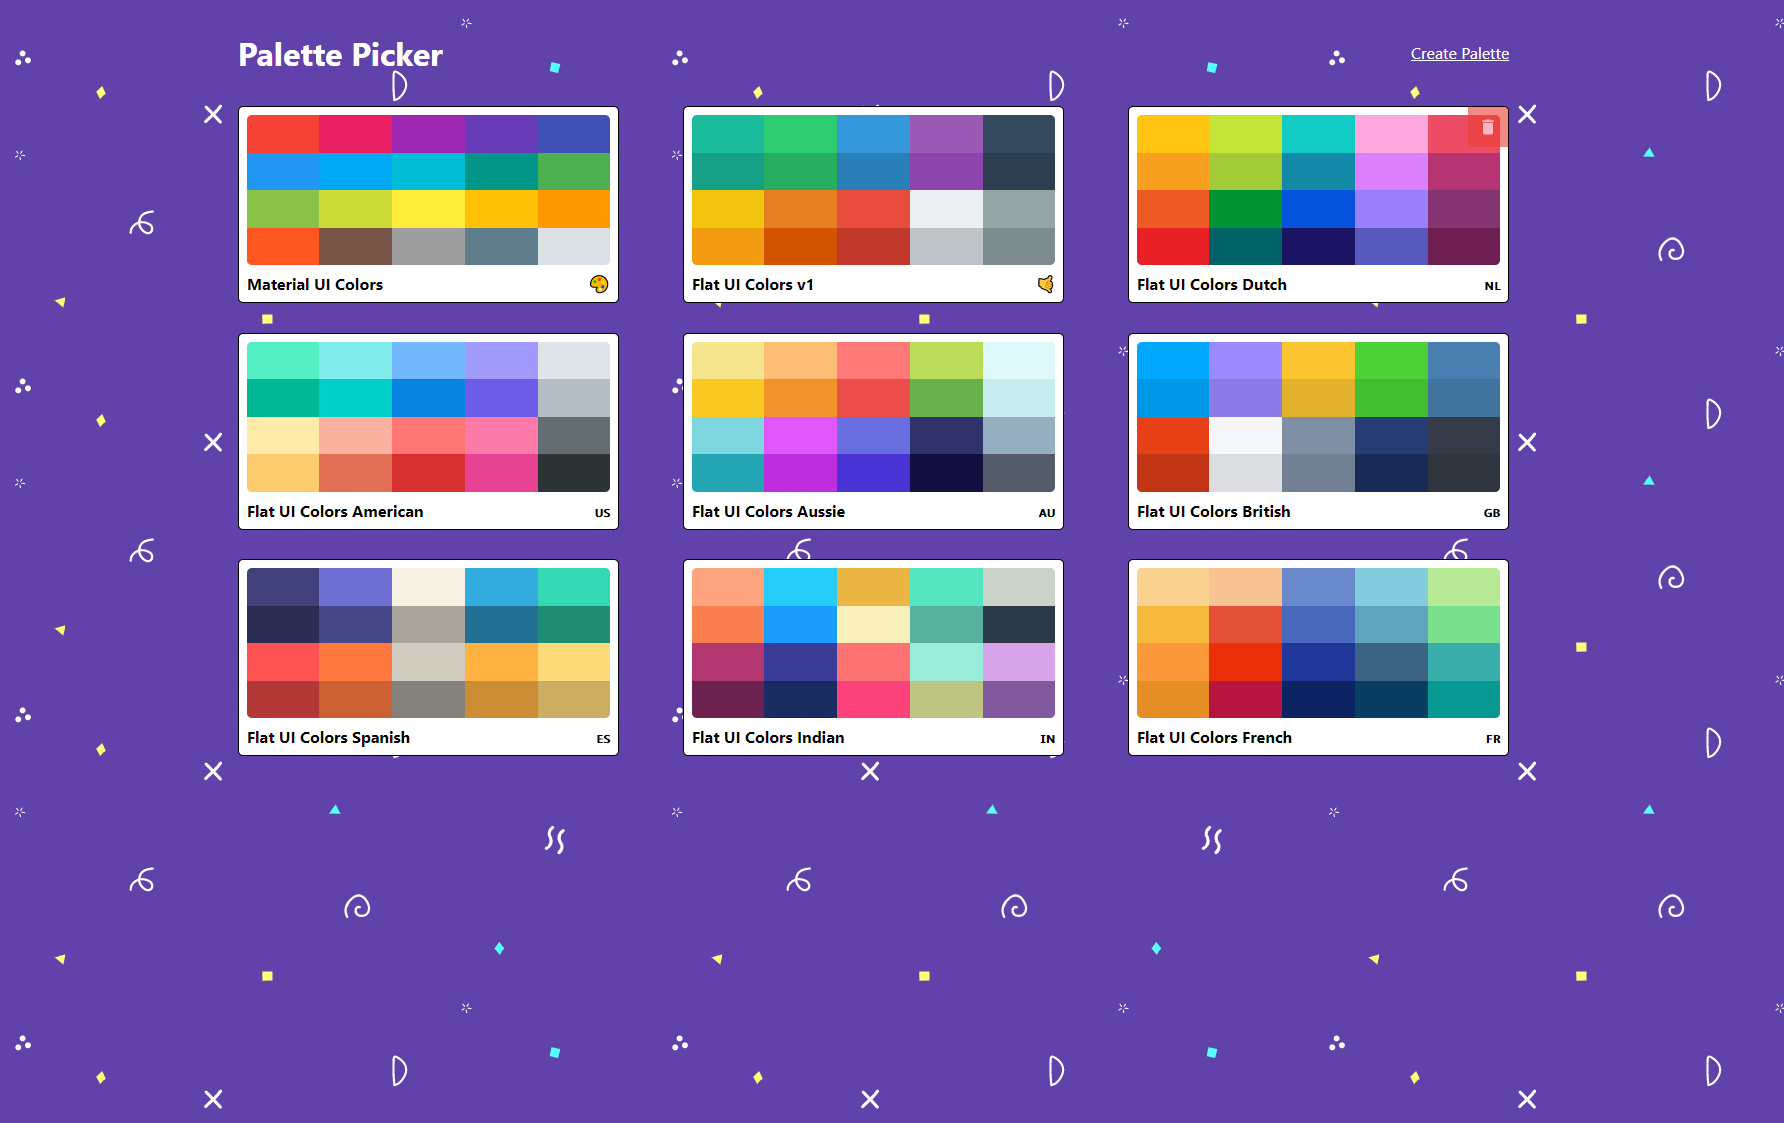 Palette Picker
Create Palette
Material UI Colors 🎨
Flat UI Colors v1 🤙
Flat UI Colors Dutch NL
Flat UI Colors American US
Flat UI Colors Aussie AU
Flat UI Colors British GB
Flat UI Colors Spanish ES
Flat UI Colors Indian IN
Flat UI Colors French FR